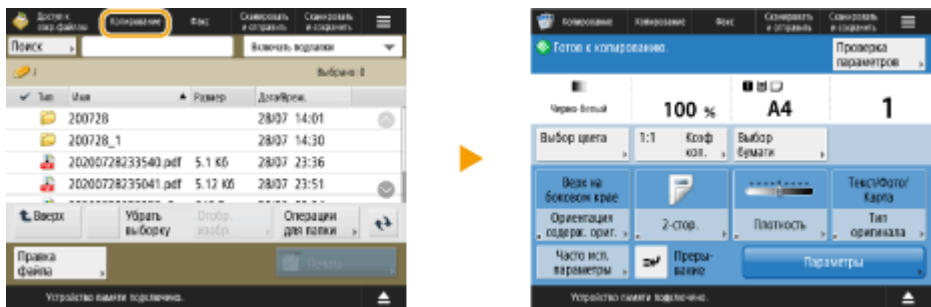 Доступ к сохр.файлам
Копирование
Факс
Сканировать и отправить
Сканировать и сохранить
Поиск
Включать подпапки
/
Выбрано: 0
Тип Имя Размер Дата/Врем.
200728 28/07 14:01
200728_1 28/07 14:30
20200728233540.pdf 5.1 Кб 28/07 23:36
20200728235041.pdf 5.12 Кб 28/07 23:51
Вверх
Убрать
выборку
Отобр.
изобр.
Операции
для папки
Правка
файла
Печать
Устройство памяти подключено.
Копирование
Факс
Сканировать
и отправить
Сканировать
и сохранить
Готов к копированию.
Проверка
параметров
Черно-белый
100 %
A4
1
Выбор цвета
1:1
Коэф
коп.
Выбор
бумаги
Верх на
боковом крае
Текст/Фото/
Карта
Ориентация
содерж. ориг.
2-стор.
Плотность
Тип
оригинала
Часто исп.
параметры
Преры-
вание
Параметры
Устройство памяти подключено.